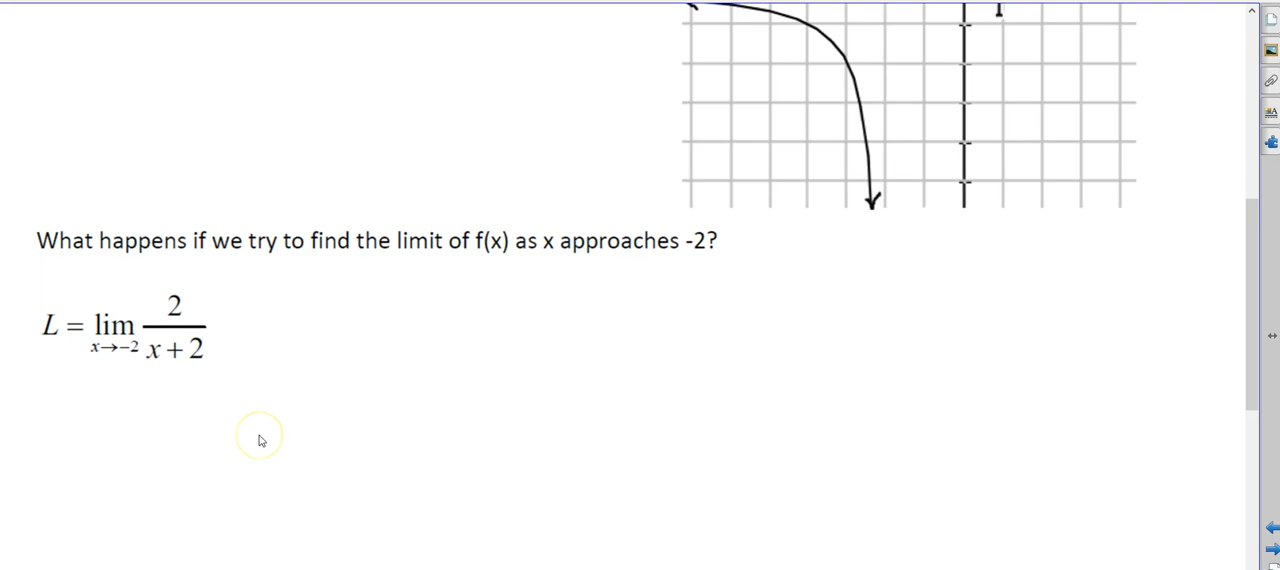 What happens if we try to find the limit of f(x) as x approaches -2?
L = lim x→-2 2/(x + 2)